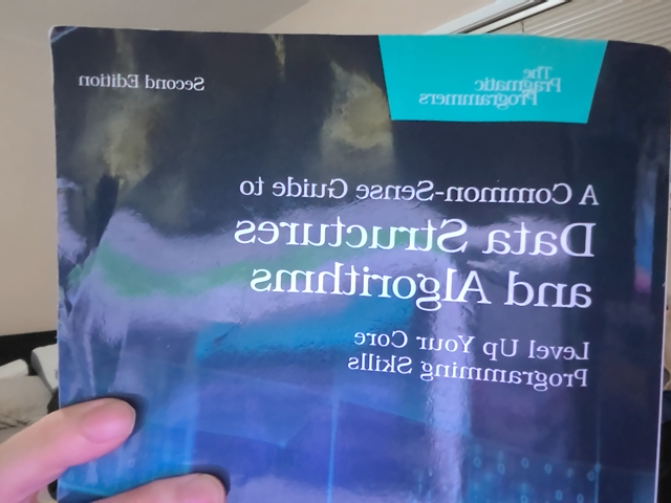 The
Pragmatic
Programmers
Second Edition
A Common-Sense Guide to
Data Structures
and Algorithms
Level Up Your Core
Programming Skills